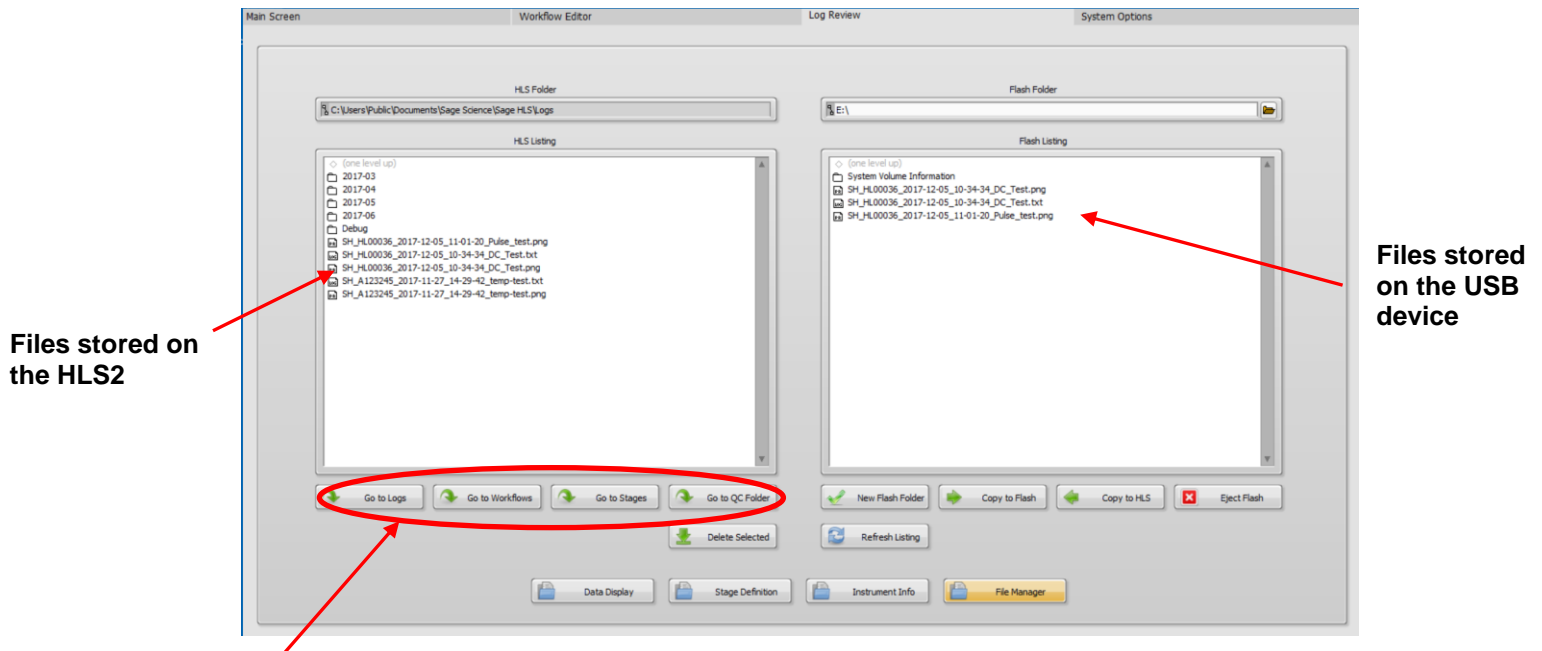 Main Screen
Workflow Editor
Log Review
System Options
HLS Folder
C:\Users\Public\Documents\Sage Science\Sage HLS\Logs
HLS Listing
(one level up)
2017-03
2017-04
2017-05
2017-06
Debug
SH_HL00036_2017-12-05_11-01-20_Pulse_test.png
SH_HL00036_2017-12-05_10-34-34_DC_Test.txt
SH_HL00036_2017-12-05_10-34-34_DC_Test.png
SH_A123245_2017-11-27_14-29-42_temp-test.txt
SH_A123245_2017-11-27_14-29-42_temp-test.png
Flash Folder
E:\
Flash Listing
(one level up)
System Volume Information
SH_HL00036_2017-12-05_10-34-34_DC_Test.png
SH_HL00036_2017-12-05_10-34-34_DC_Test.txt
SH_HL00036_2017-12-05_11-01-20_Pulse_test.png
Files stored on
the HLS2
Files stored
on the USB
device
Go to Logs
Go to Workflows
Go to Stages
Go to QC Folder
New Flash Folder
Copy to Flash
Copy to HLS
Eject Flash
Delete Selected
Refresh Listing
Data Display
Stage Definition
Instrument Info
File Manager